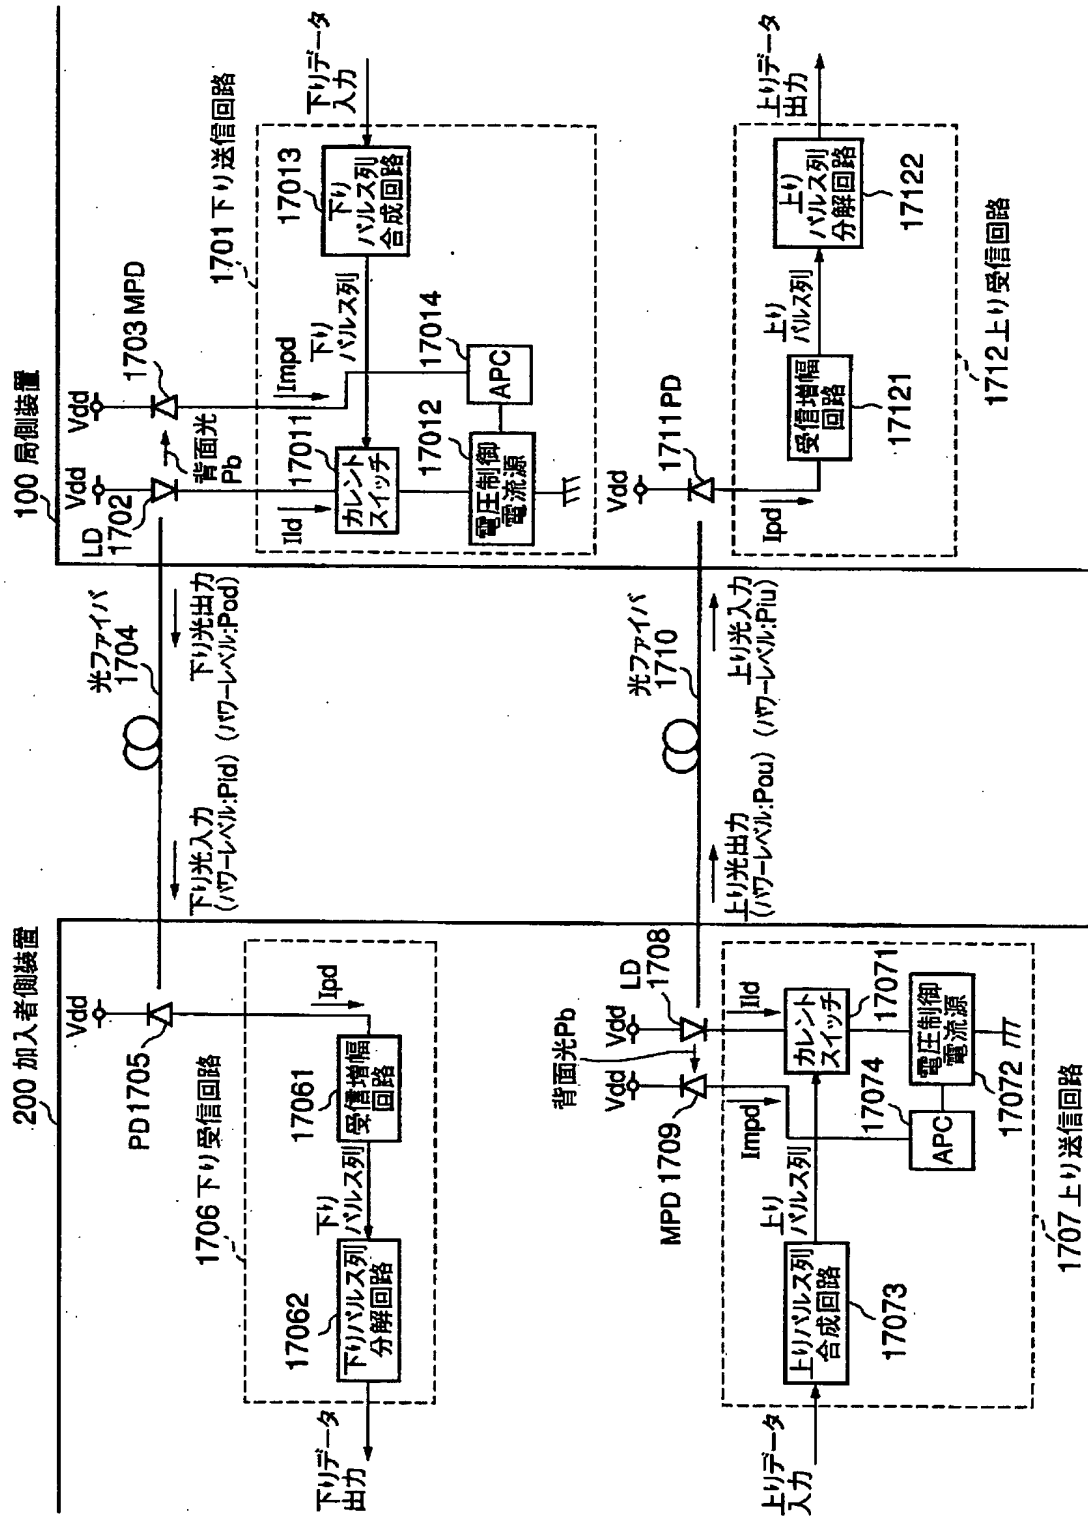 200 加入者側装置
100 局側装置
Vdd
PD1705
1706 下り受信回路
Ipd
受信増幅
回路
17061
下り
パルス列
下りパルス列
分解回路
17062
下りデータ
出力
光ファイバ
1704
下り光入力
(パワーレベル:Pid)
下り光出力
(パワーレベル:Pod)
LD
1702
Vdd
Vdd
1703 MPD
背面光
Pb
1701 下り送信回路
Ild
Impd
17011
カレント
スイッチ
下り
パルス列
17013
下り
パルス列
合成回路
下りデータ
入力
17012
電圧制御
電流源
17014
APC
背面光Pb
Vdd
Vdd
LD
1708
MPD 1709
Impd
Ild
上り
パルス列
カレント
スイッチ
17071
電圧制御
電流源
17072
17074
APC
上りパルス列
合成回路
17073
上りデータ
入力
1707 上り送信回路
光ファイバ
1710
上り光出力
(パワーレベル:Pou)
上り光入力
(パワーレベル:Piu)
Vdd
1711 PD
Ipd
受信増幅
回路
17121
上り
パルス列
上り
パルス列
分解回路
17122
上りデータ
出力
1712 上り受信回路